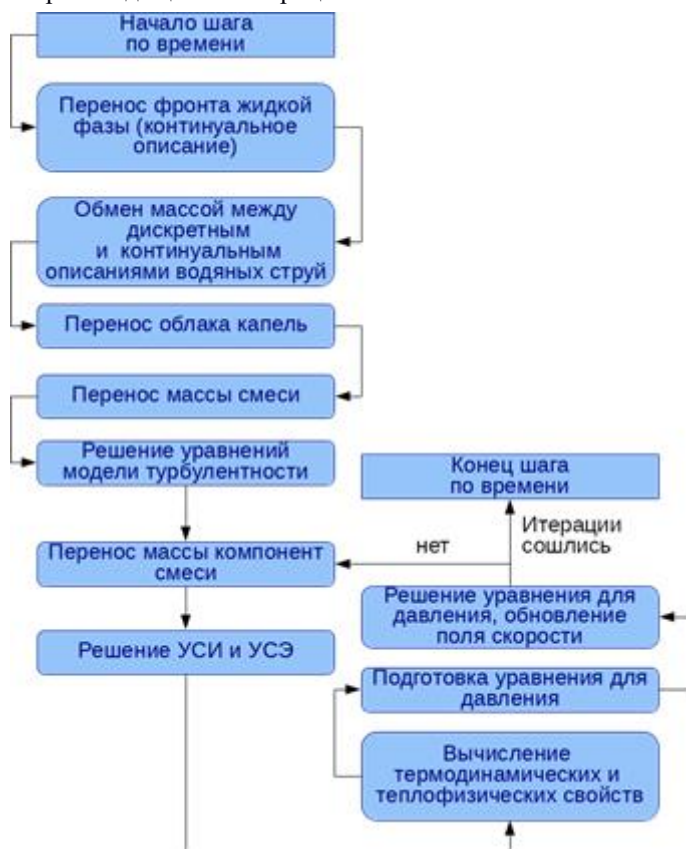 Начало шага
по времени
Перенос фронта жидкой
фазы (континуальное
описание)
Обмен массой между
дискретным
и континуальным
описаниями водяных струй
Перенос облака капель
Перенос массы смеси
Решение уравнений
модели турбулентности
Перенос массы компонент
смеси
Решение УСИ и УСЭ
Конец шага
по времени
нет
Итерации
сошлись
Решение уравнения для
давления, обновление
поля скорости
Подготовка уравнения для
давления
Вычисление
термодинамических и
теплофизических свойств